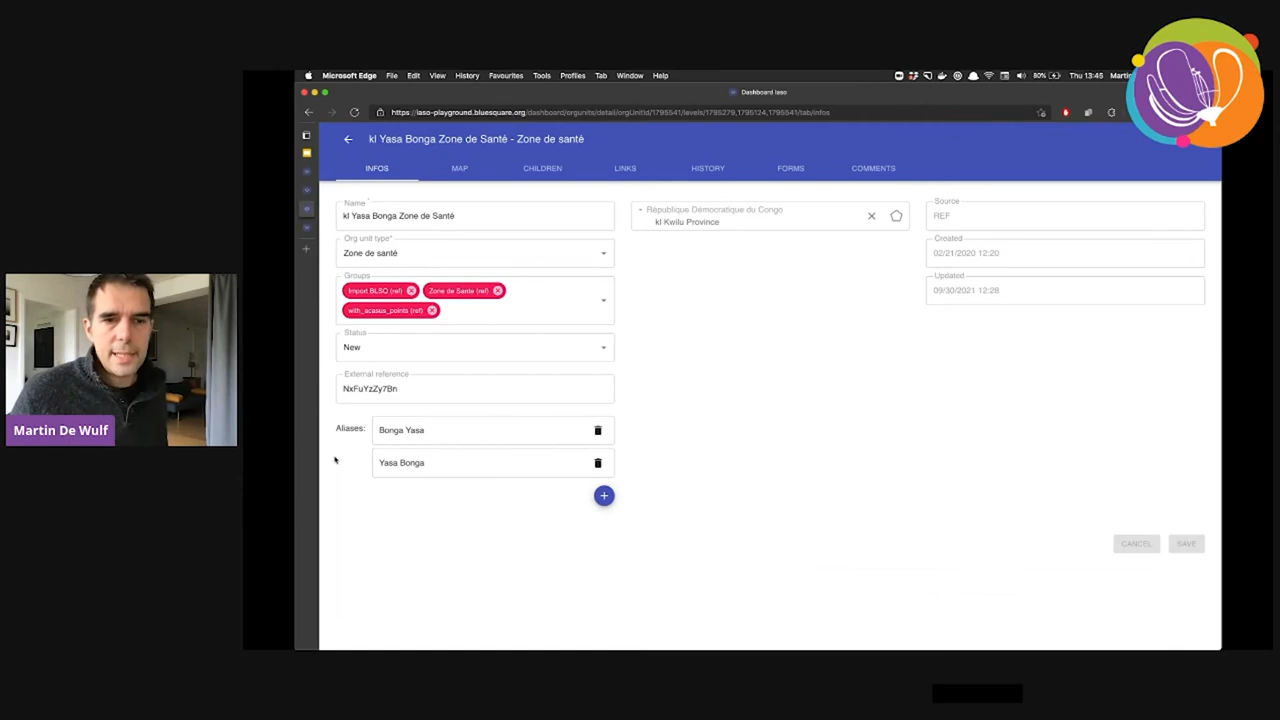 Microsoft Edge File Edit View History Favourites Tools Profiles Tab Window Help
80% Thu 13:45 Martin
Dashboard Iaso
https://iaso-playground.bluesquare.org/dashboard/orgunits/detail/orgUnitId/1795541/levels/1795279,1795124,1795541/tab/infos
kl Yasa Bonga Zone de Santé - Zone de santé
INFOS MAP CHILDREN LINKS HISTORY FORMS COMMENTS
Name *
kl Yasa Bonga Zone de Santé
République Démocratique du Congo
kl Kwilu Province
Source
REF
Org unit type*
Zone de santé
Created
02/21/2020 12:20
Groups
Import BLSQ (ref)
Zone de Sante (ref)
with_acasus_points (ref)
Updated
09/30/2021 12:28
Status
New
External reference
NxFuYzZy7Bn
Aliases:
Bonga Yasa
Yasa Bonga
CANCEL SAVE
Martin De Wulf